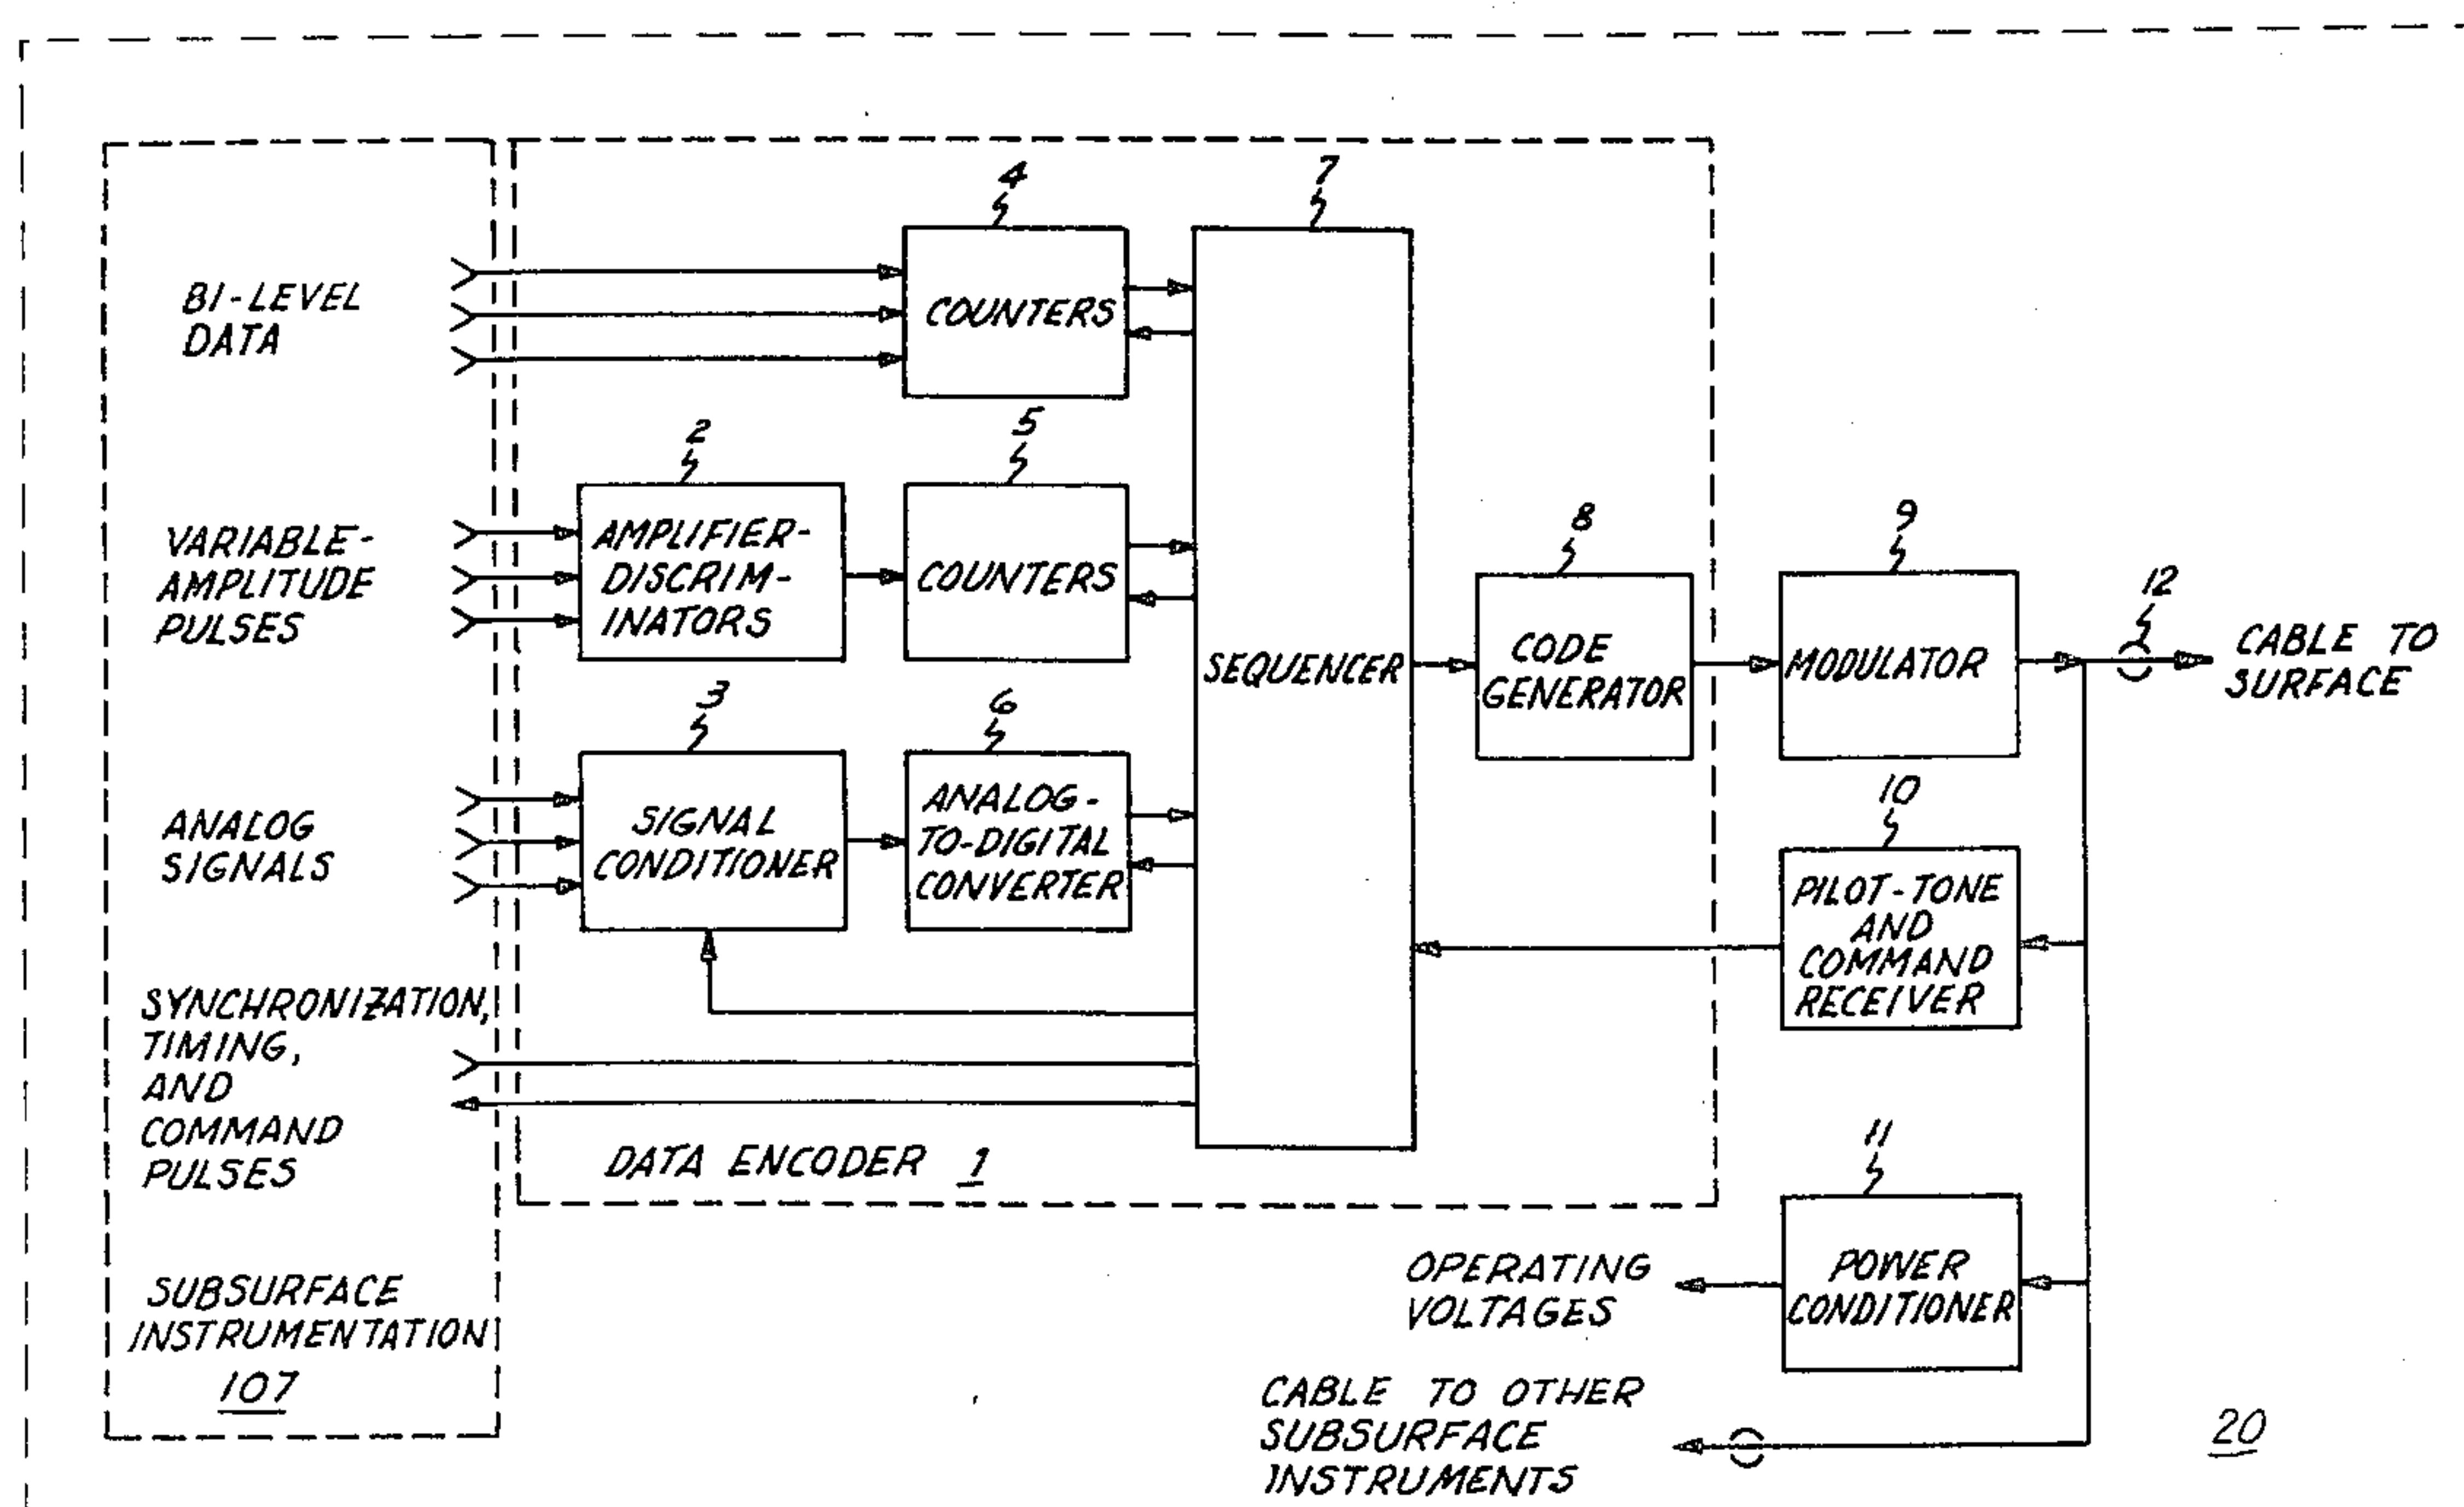 4
7
BI-LEVEL
DATA
COUNTERS
2
5
VARIABLE-
AMPLITUDE
PULSES
AMPLIFIER-
DISCRIM-
INATORS
COUNTERS
SEQUENCER
8
CODE
GENERATOR
9
MODULATOR
12
CABLE TO
SURFACE
3
6
ANALOG
SIGNALS
SIGNAL
CONDITIONER
ANALOG-
TO-DIGITAL
CONVERTER
10
PILOT-TONE
AND
COMMAND
RECEIVER
SYNCHRONIZATION,
TIMING,
AND
COMMAND
PULSES
DATA ENCODER 1
11
POWER
CONDITIONER
OPERATING
VOLTAGES
SUBSURFACE
INSTRUMENTATION
107
CABLE TO OTHER
SUBSURFACE
INSTRUMENTS
20